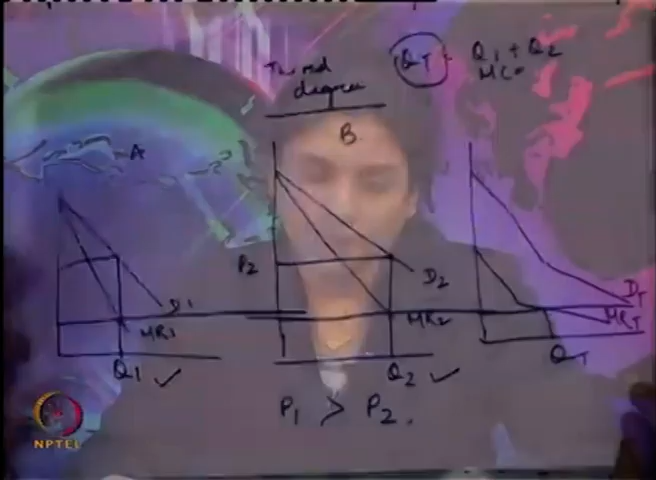 Third
degree
QT = Q1 + Q2
MC=
A
B
P2
D1
MR1
D2
MR2
DT
MRT
Q1 ✓
Q2 ✓
QT
P1 > P2.
NPTEL